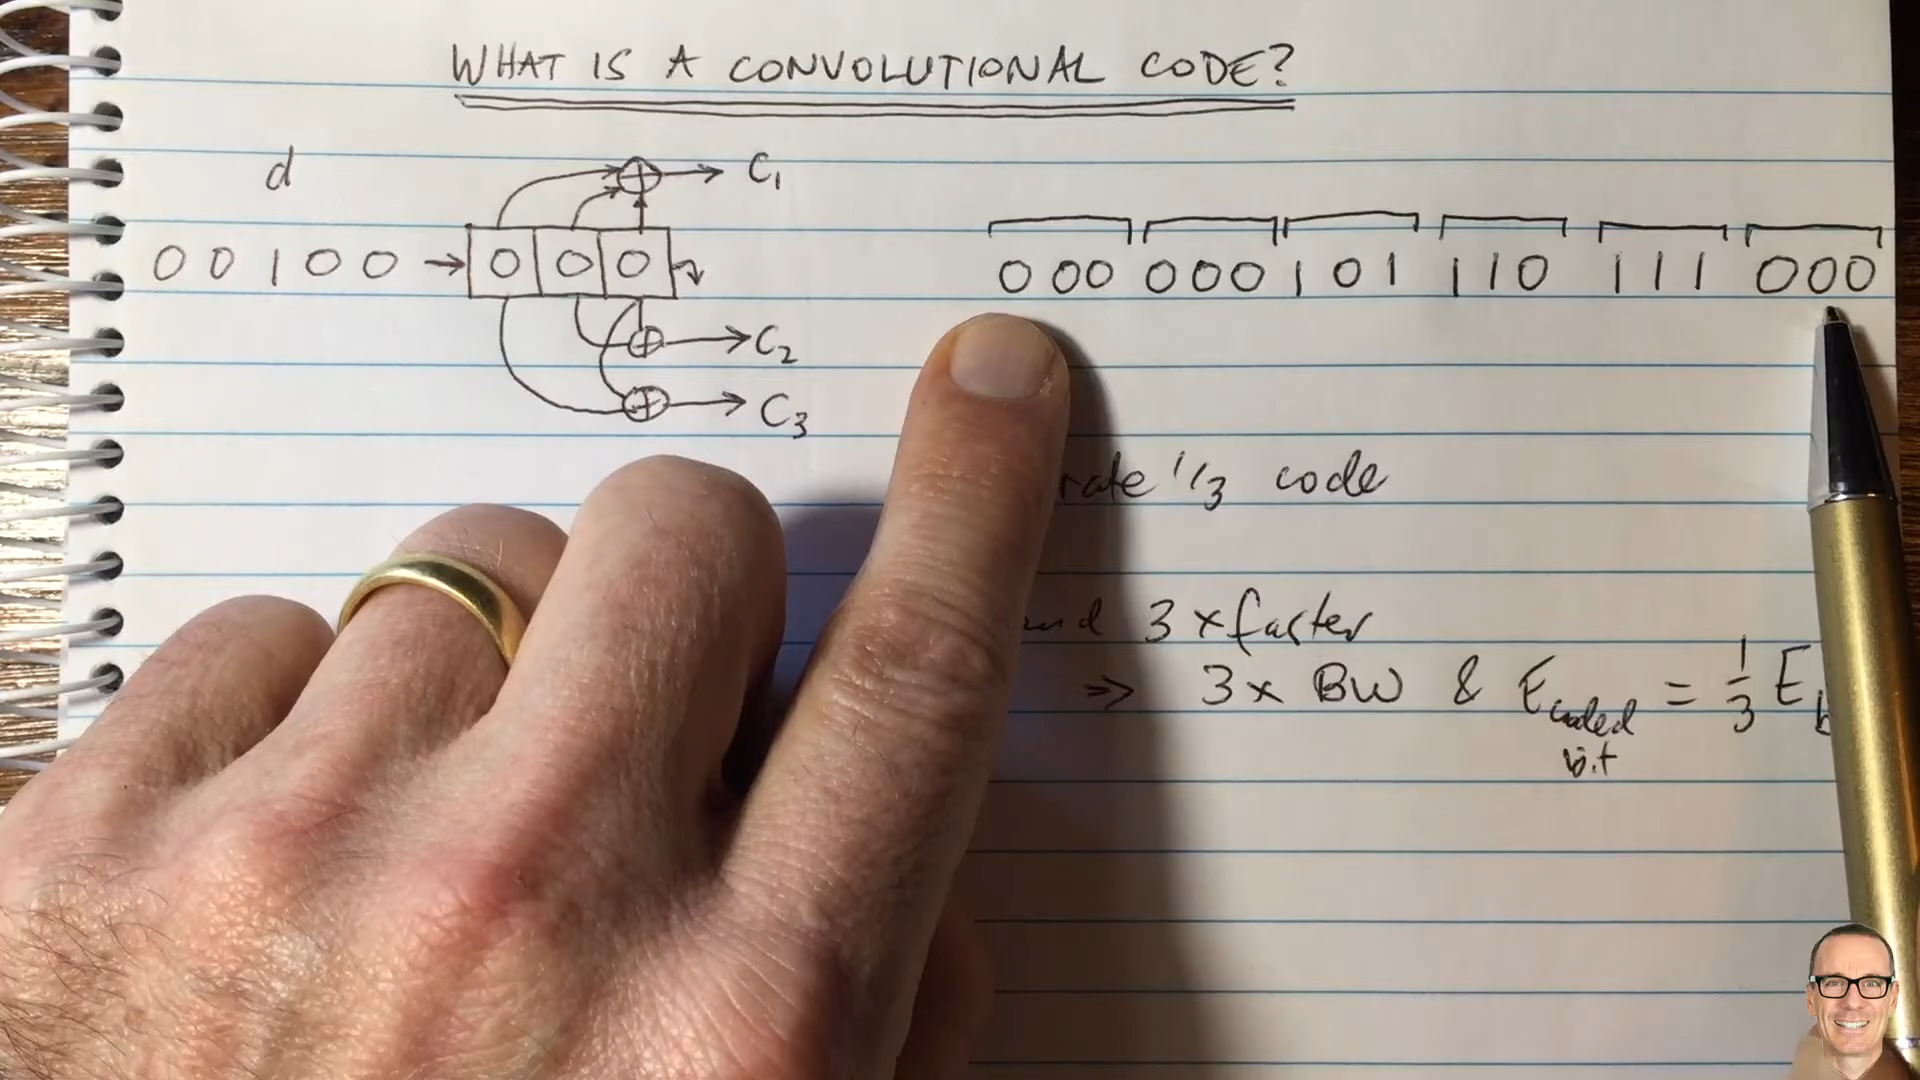 WHAT IS A CONVOLUTIONAL CODE?
d
C1
0 0 1 0 0 → 0 0 0
000 000 101 110 111 000
C2
C3
rate 1/3 code
3 x faster
⇒ 3x BW & E coded bit = 1/3 E